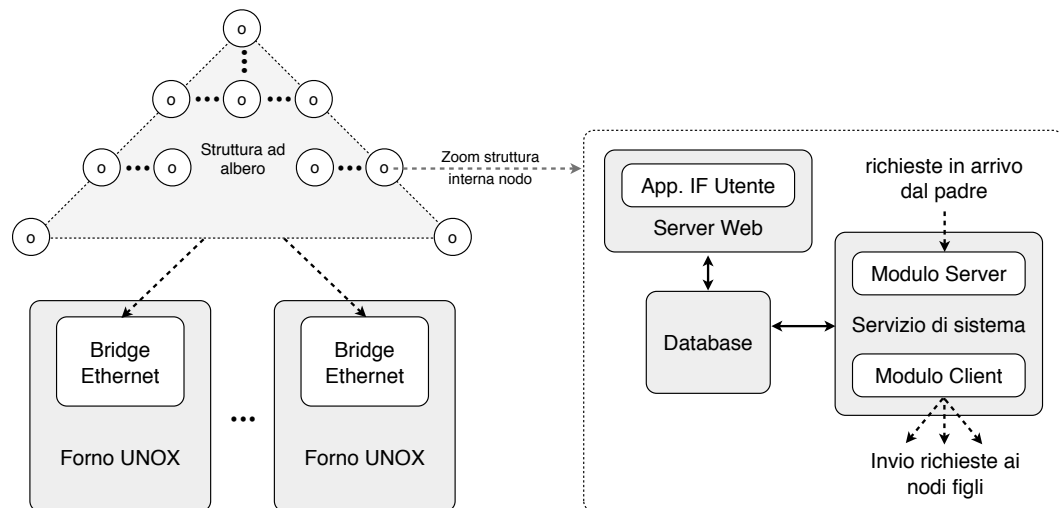 o
o
o
o
o
o
o
o
o
o
Struttura ad
albero
Zoom struttura
interna nodo
Bridge
Ethernet
Forno UNOX
Bridge
Ethernet
Forno UNOX
App. IF Utente
Server Web
Database
richieste in arrivo
dal padre
Modulo Server
Servizio di sistema
Modulo Client
Invio richieste ai
nodi figli